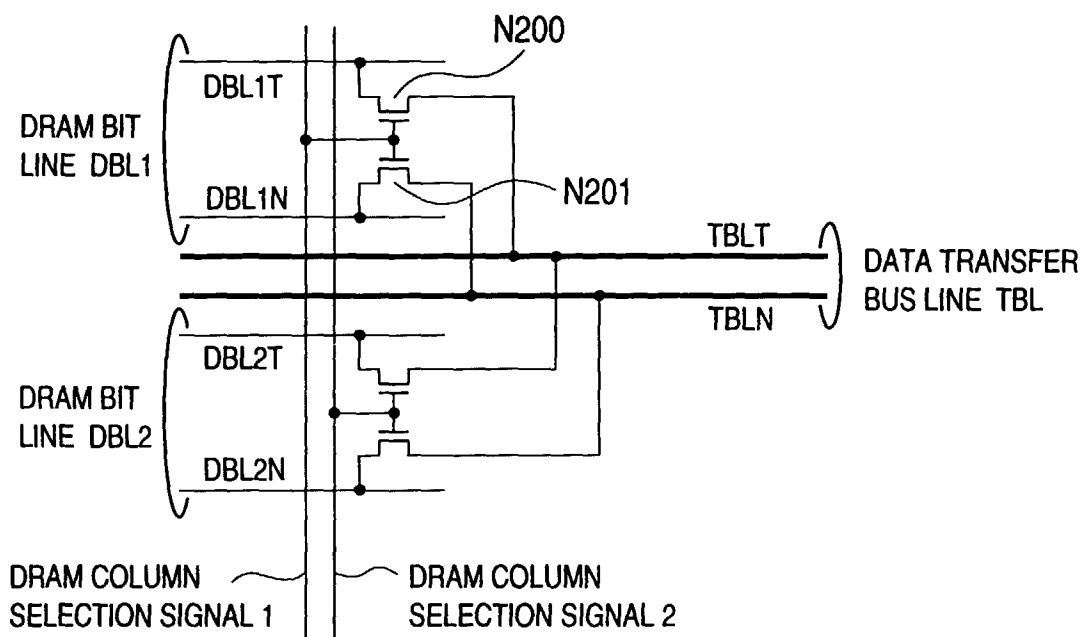 N200
DBL1T
DRAM BIT
LINE DBL1
DBL1N
N201
TBLT
DATA TRANSFER
BUS LINE TBL
TBLN
DBL2T
DRAM BIT
LINE DBL2
DBL2N
DRAM COLUMN
SELECTION SIGNAL 1
DRAM COLUMN
SELECTION SIGNAL 2